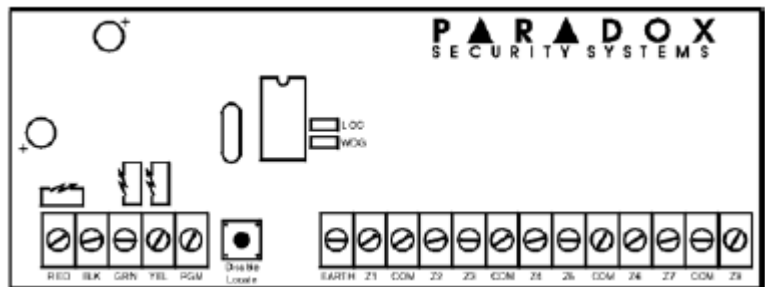 PARADOX
SECURITY SYSTEMS
LOC
WDG
RED BLK GRN YEL PGM
Disable
Locate
EARTH Z1 COM Z2 Z3 COM Z4 Z5 COM Z6 Z7 COM Z8